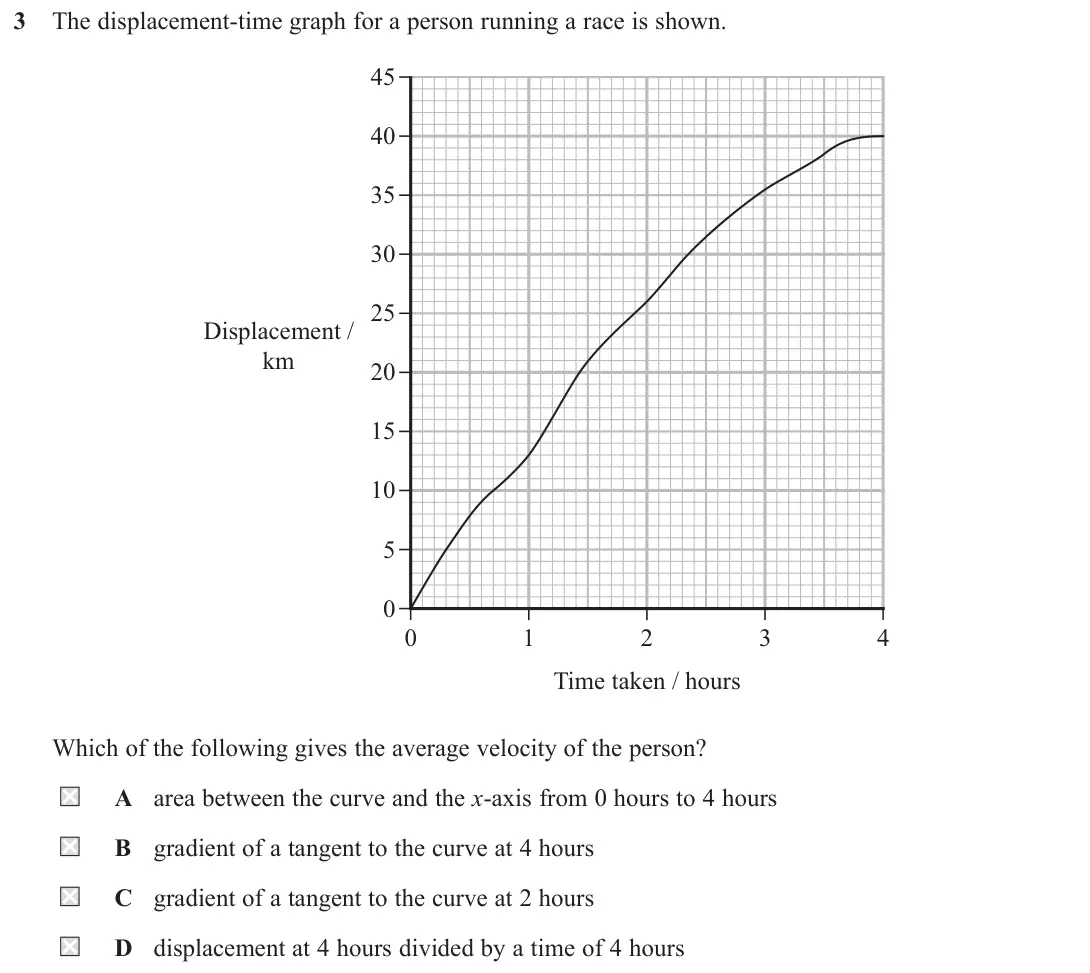 3 The displacement-time graph for a person running a race is shown.
45
40
35
30
25
Displacement /
km
20
15
10
5
0
0 1 2 3 4
Time taken / hours
Which of the following gives the average velocity of the person?
A area between the curve and the x-axis from 0 hours to 4 hours
B gradient of a tangent to the curve at 4 hours
C gradient of a tangent to the curve at 2 hours
D displacement at 4 hours divided by a time of 4 hours